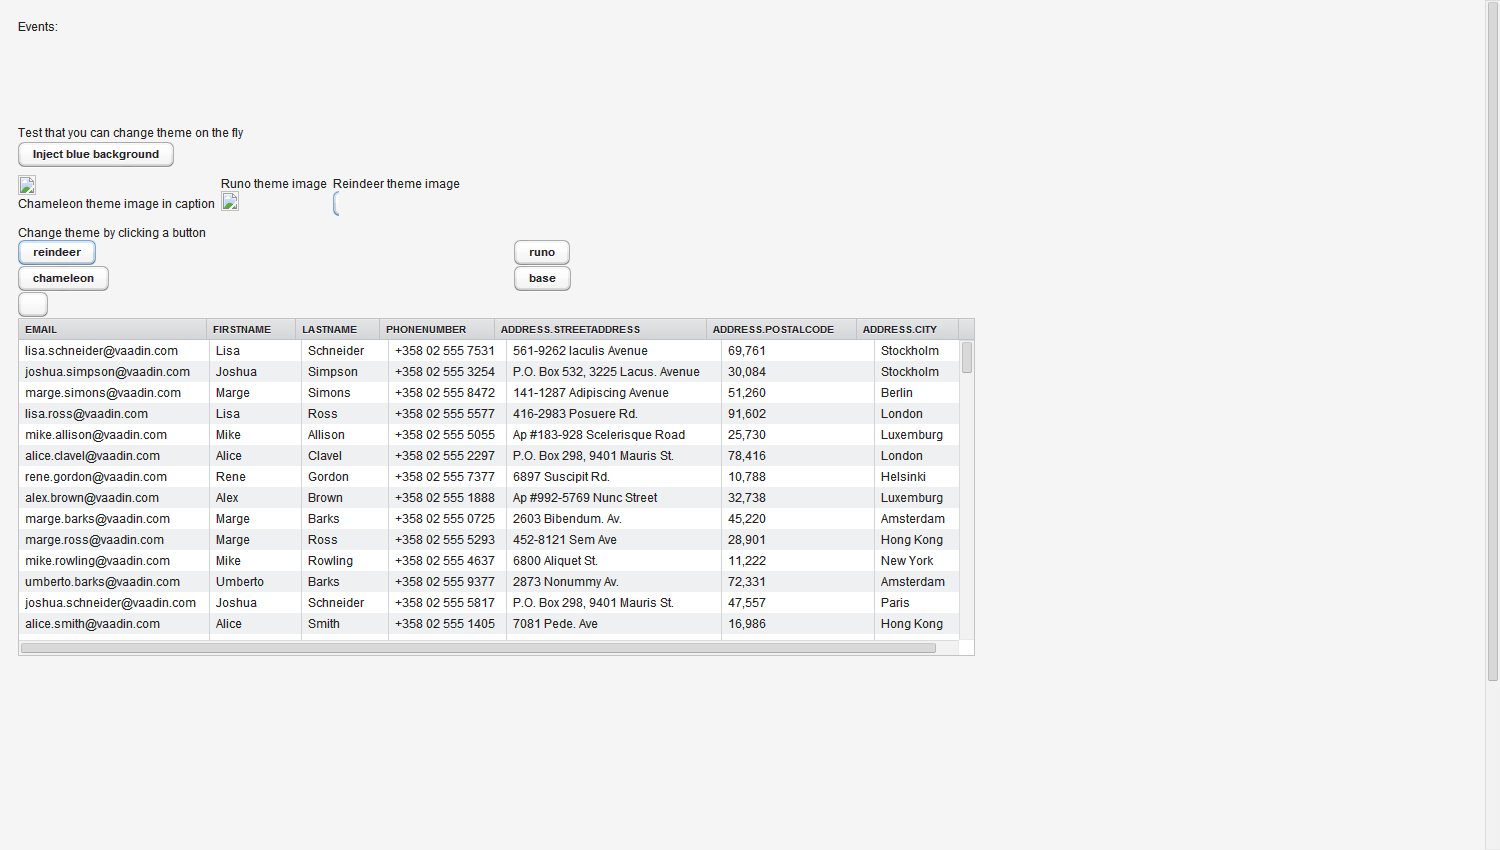 Events:
Test that you can change theme on the fly
Inject blue background
Runo theme image Reindeer theme image
Chameleon theme image in caption
Change theme by clicking a button
reindeer runo
chameleon base
EMAIL FIRSTNAME LASTNAME PHONENUMBER ADDRESS.STREETADDRESS ADDRESS.POSTALCODE ADDRESS.CITY
lisa.schneider@vaadin.com Lisa Schneider +358 02 555 7531 561-9262 Iaculis Avenue 69,761 Stockholm
joshua.simpson@vaadin.com Joshua Simpson +358 02 555 3254 P.O. Box 532, 3225 Lacus. Avenue 30,084 Stockholm
marge.simons@vaadin.com Marge Simons +358 02 555 8472 141-1287 Adipiscing Avenue 51,260 Berlin
lisa.ross@vaadin.com Lisa Ross +358 02 555 5577 416-2983 Posuere Rd. 91,602 London
mike.allison@vaadin.com Mike Allison +358 02 555 5055 Ap #183-928 Scelerisque Road 25,730 Luxemburg
alice.clavel@vaadin.com Alice Clavel +358 02 555 2297 P.O. Box 298, 9401 Mauris St. 78,416 London
rene.gordon@vaadin.com Rene Gordon +358 02 555 7377 6897 Suscipit Rd. 10,788 Helsinki
alex.brown@vaadin.com Alex Brown +358 02 555 1888 Ap #992-5769 Nunc Street 32,738 Luxemburg
marge.barks@vaadin.com Marge Barks +358 02 555 0725 2603 Bibendum. Av. 45,220 Amsterdam
marge.ross@vaadin.com Marge Ross +358 02 555 5293 452-8121 Sem Ave 28,901 Hong Kong
mike.rowling@vaadin.com Mike Rowling +358 02 555 4637 6800 Aliquet St. 11,222 New York
umberto.barks@vaadin.com Umberto Barks +358 02 555 9377 2873 Nonummy Av. 72,331 Amsterdam
joshua.schneider@vaadin.com Joshua Schneider +358 02 555 5817 P.O. Box 298, 9401 Mauris St. 47,557 Paris
alice.smith@vaadin.com Alice Smith +358 02 555 1405 7081 Pede. Ave 16,986 Hong Kong